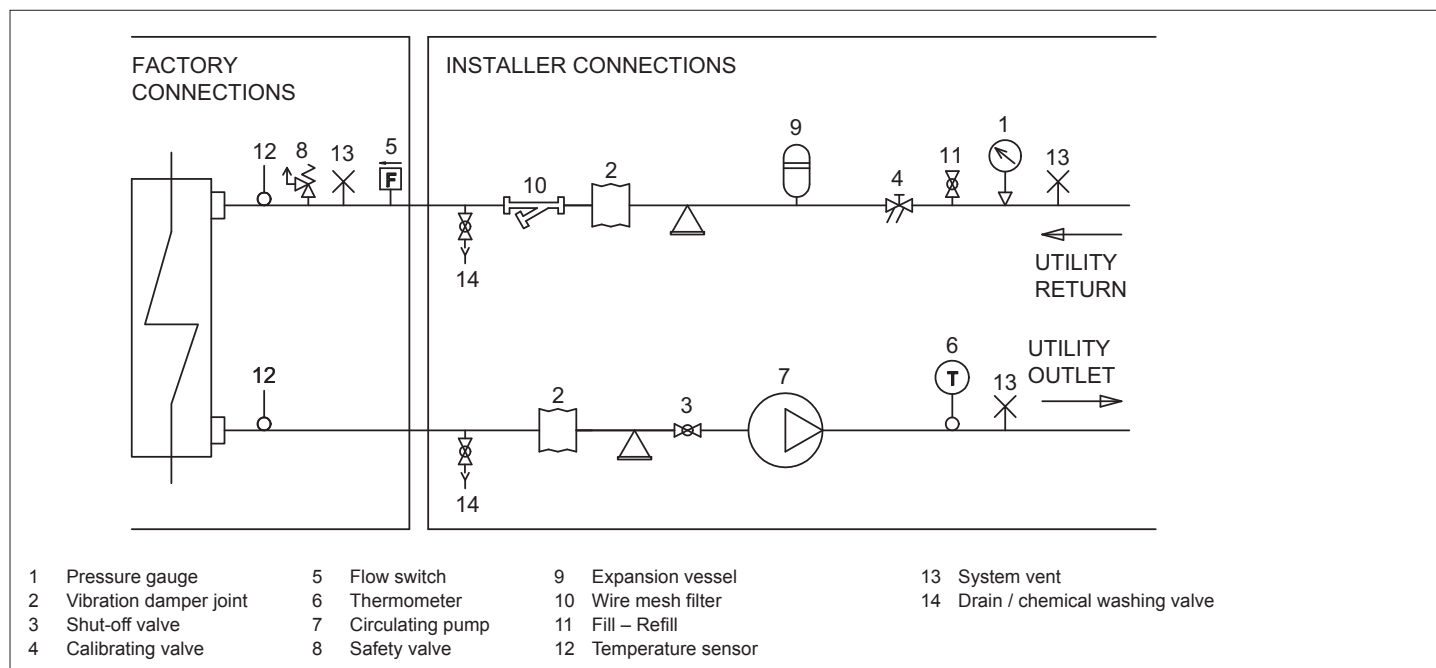 FACTORY
CONNECTIONS
INSTALLER CONNECTIONS
12
8
13
5
F
14
10
2
9
4
11
1
13
UTILITY
RETURN
12
14
2
3
7
6
T
13
UTILITY
OUTLET
1 Pressure gauge
2 Vibration damper joint
3 Shut-off valve
4 Calibrating valve
5 Flow switch
6 Thermometer
7 Circulating pump
8 Safety valve
9 Expansion vessel
10 Wire mesh filter
11 Fill – Refill
12 Temperature sensor
13 System vent
14 Drain / chemical washing valve